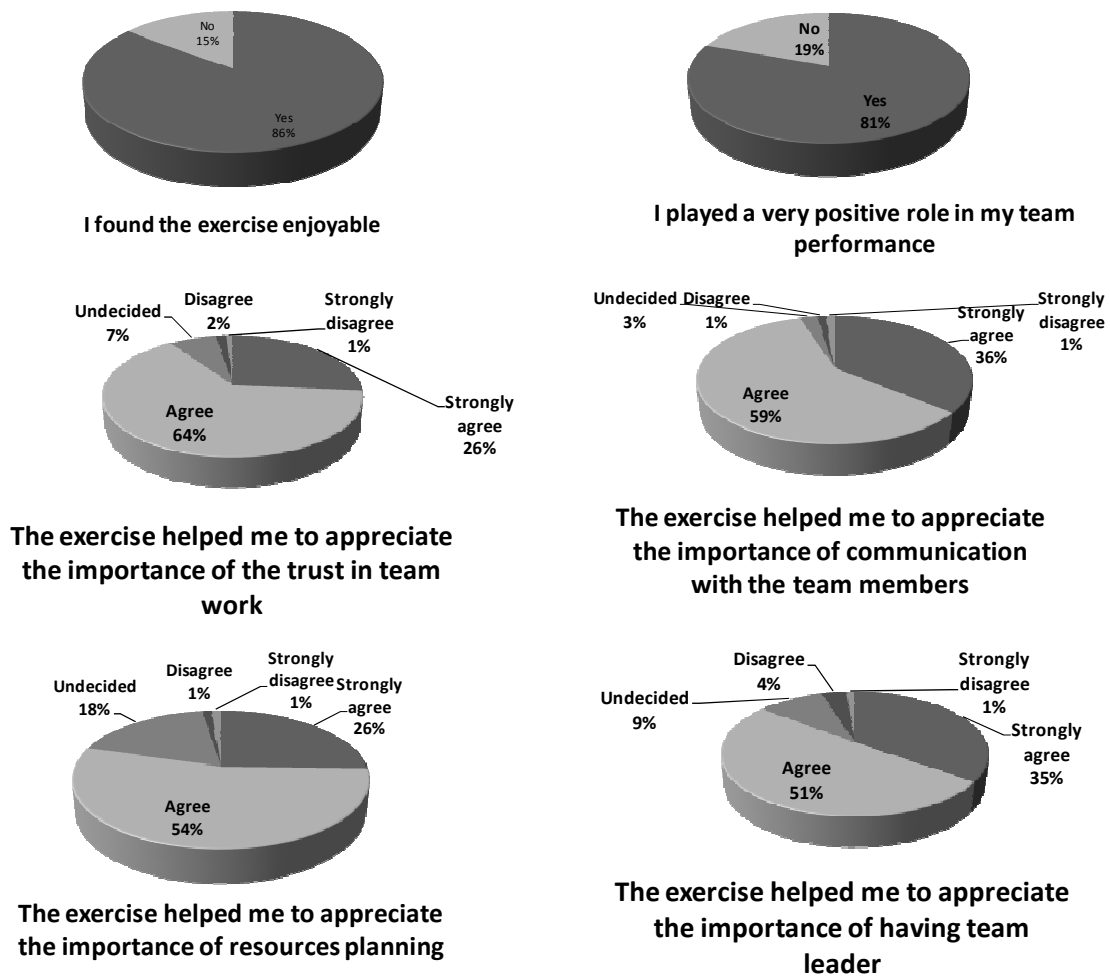 No
15%
Yes
86%
I found the exercise enjoyable
No
19%
Yes
81%
I played a very positive role in my team
performance
Undecided
7%
Disagree
2%
Strongly
disagree
1%
Strongly
agree
26%
Agree
64%
The exercise helped me to appreciate
the importance of the trust in team
work
Undecided
3%
Disagree
1%
Strongly
disagree
1%
Strongly
agree
36%
Agree
59%
The exercise helped me to appreciate
the importance of communication
with the team members
Undecided
18%
Disagree
1%
Strongly
disagree
1%
Strongly
agree
26%
Agree
54%
The exercise helped me to appreciate
the importance of resources planning
Undecided
9%
Disagree
4%
Strongly
disagree
1%
Strongly
agree
35%
Agree
51%
The exercise helped me to appreciate
the importance of having team
leader